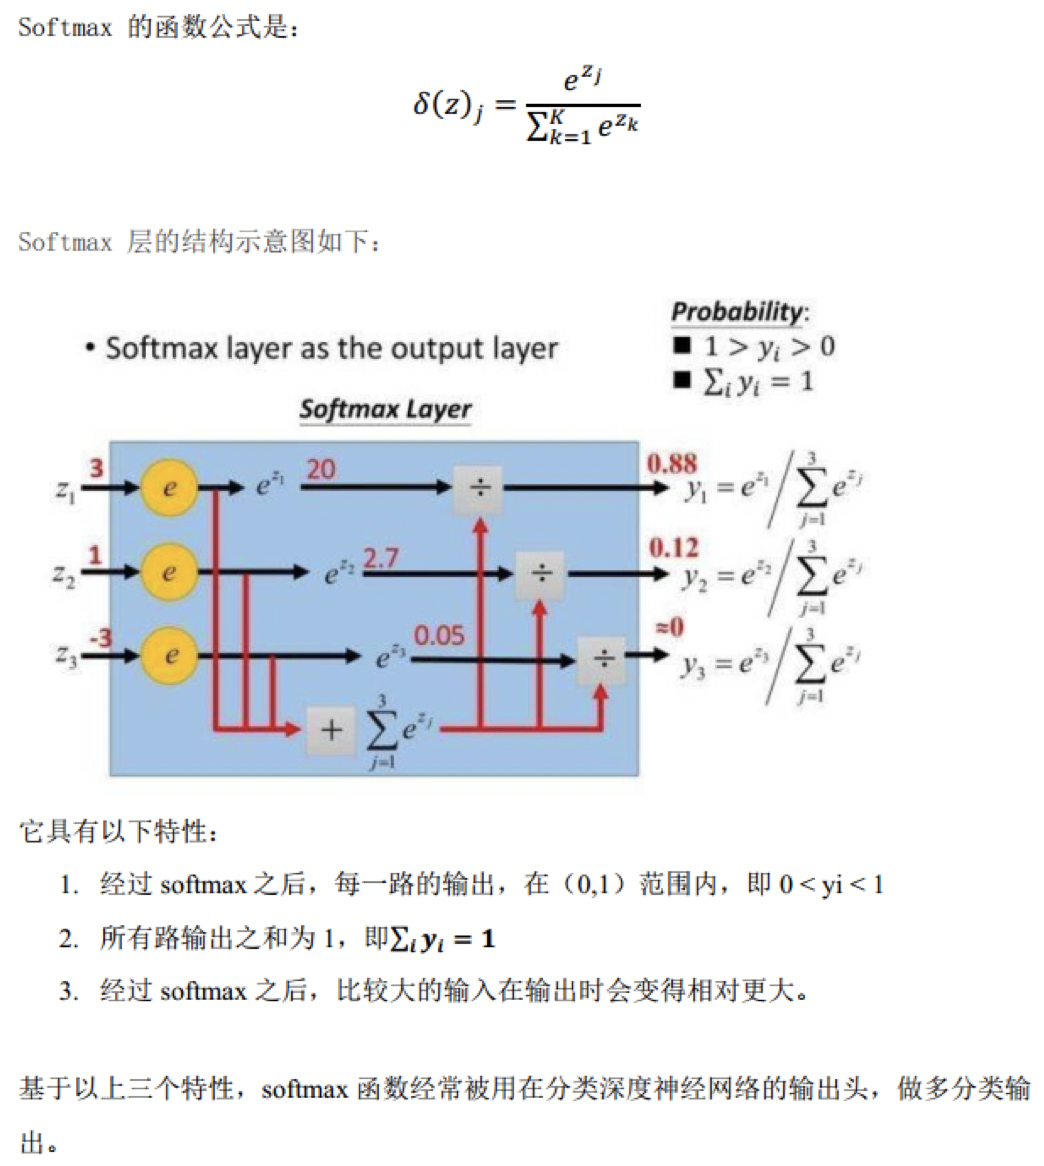 Softmax 的函数公式是：
δ(z)_j = e^{z_j} / ∑_{k=1}^{K} e^{z_k}
Softmax 层的结构示意图如下：
• Softmax layer as the output layer
Probability:
■ 1 > y_i > 0
■ ∑_i y_i = 1
Softmax Layer
z_1 3 e e^{z_1} 20 ÷ 0.88 y_1 = e^{z_1} / ∑_{j=1}^{3} e^{z_j}
z_2 1 e e^{z_2} 2.7 ÷ 0.12 y_2 = e^{z_2} / ∑_{j=1}^{3} e^{z_j}
z_3 -3 e e^{z_3} 0.05 ÷ ≈0 y_3 = e^{z_3} / ∑_{j=1}^{3} e^{z_j}
+ ∑_{j=1}^{3} e^{z_j}
它具有以下特性：
1. 经过 softmax 之后，每一路的输出，在（0,1）范围内，即 0 < yi < 1
2. 所有路输出之和为 1，即∑_i y_i = 1
3. 经过 softmax 之后，比较大的输入在输出时会变得相对更大。
基于以上三个特性，softmax 函数经常被用在分类深度神经网络的输出头，做多分类输
出。